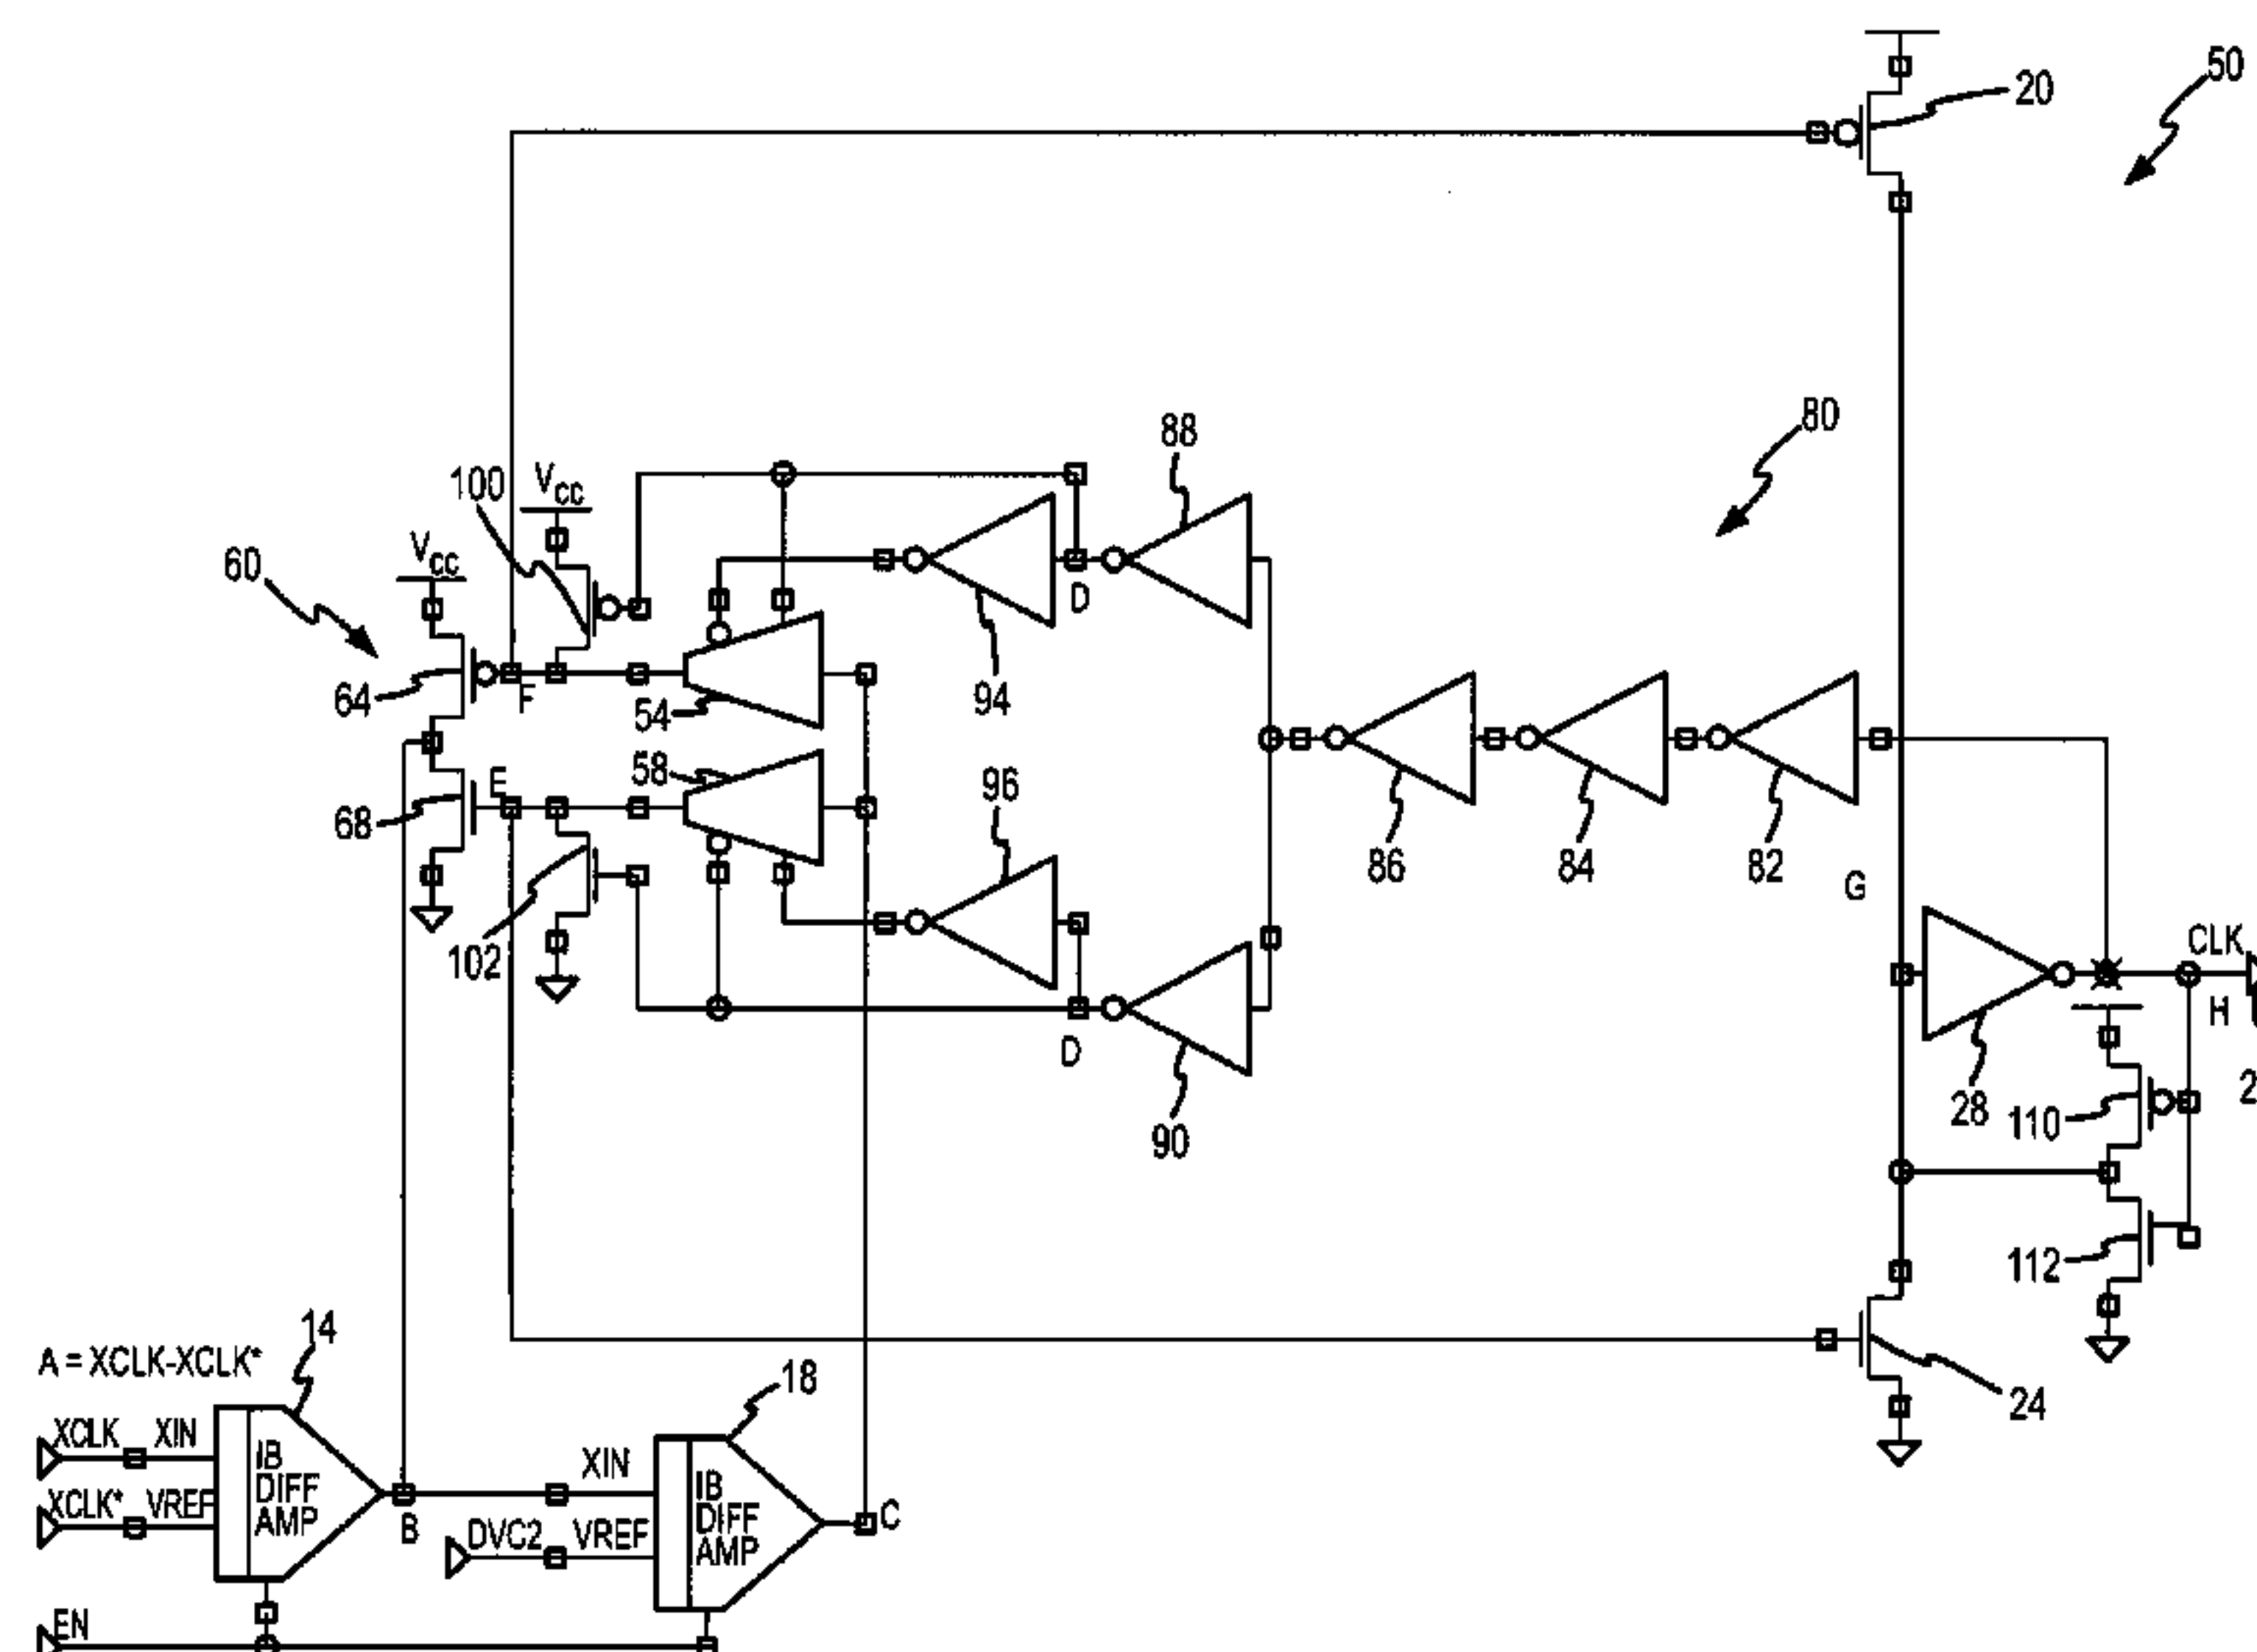 50
20
80
88
100
VCC
VCC
60
D
64
F
54
94
58
E
96
68
86
84
82
G
102
CLK
D
H
28
110
2
90
112
14
A = XCLK-XCLK*
18
24
XCLK XIN
IB DIFF AMP
XCLK* VREF
B
XIN
IB DIFF AMP
C
DVC2 VREF
EN